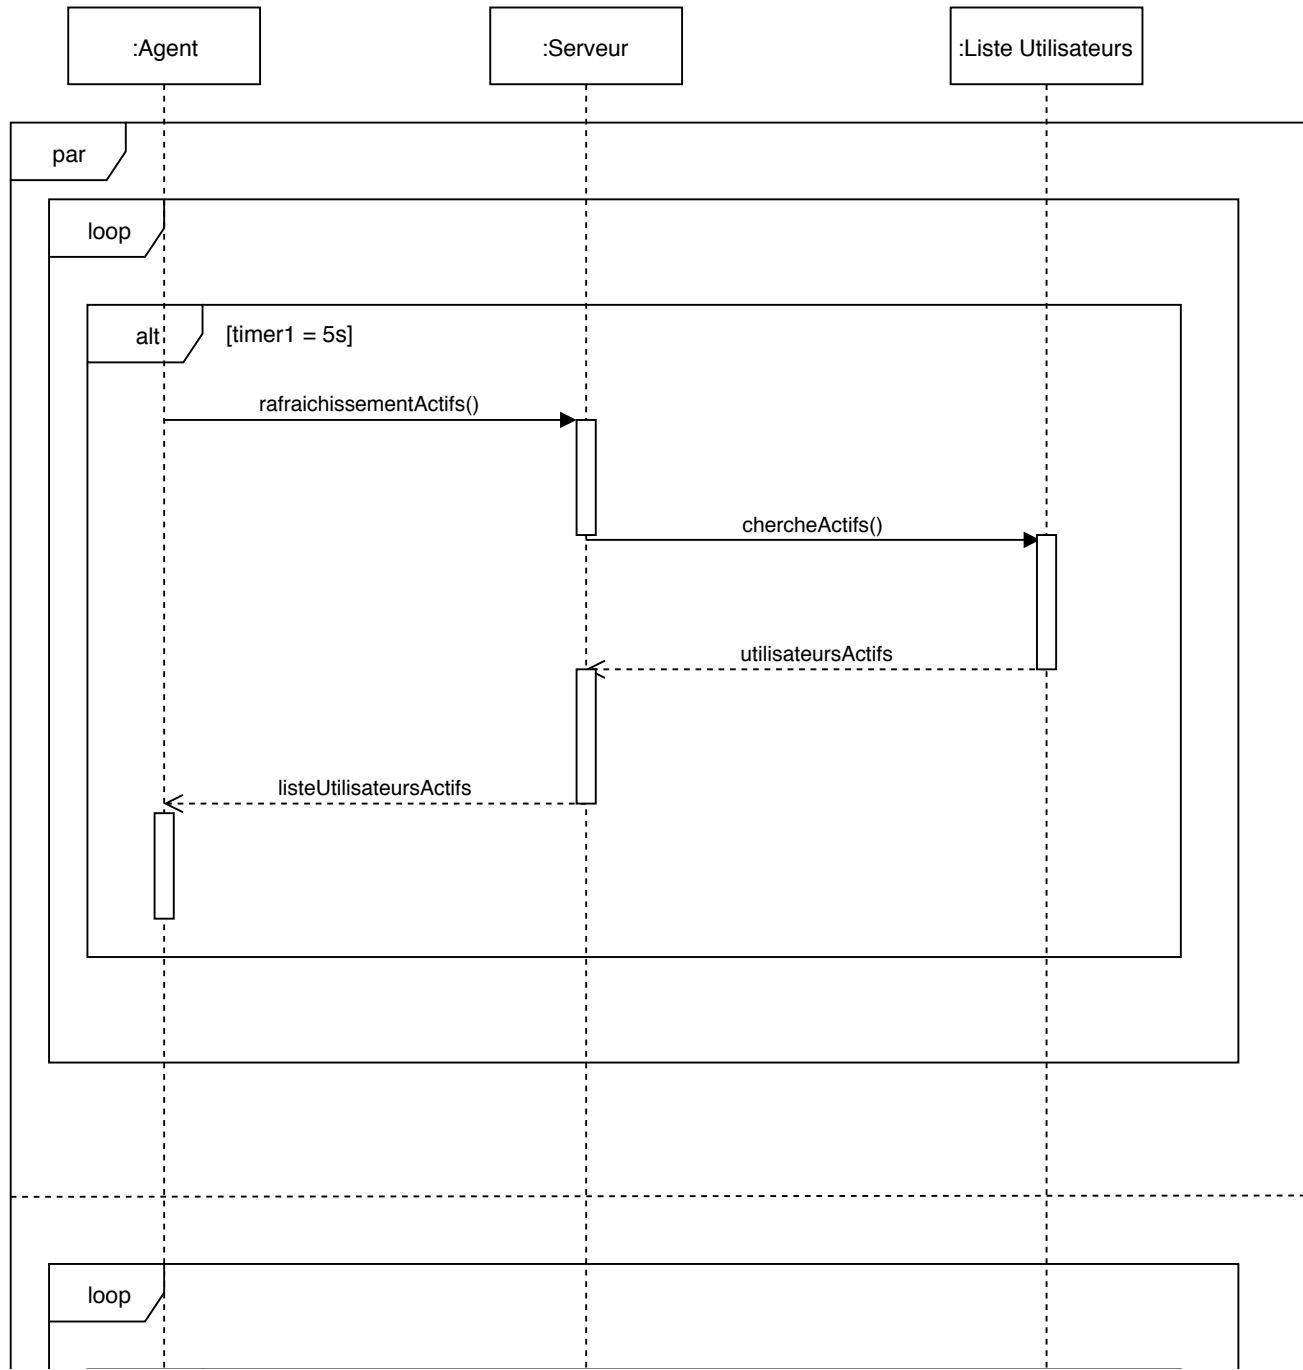 :Agent
:Serveur
:Liste Utilisateurs
par
loop
alt
[timer1 = 5s]
rafraichissementActifs()
chercheActifs()
utilisateursActifs
listeUtilisateursActifs
loop